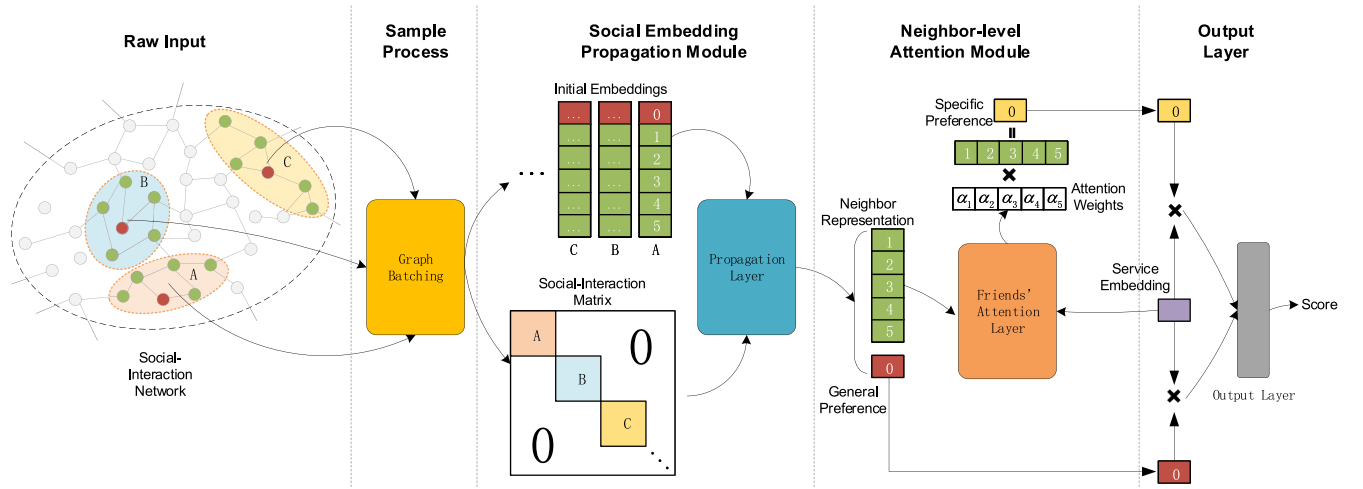 Raw Input
Sample
Process
Social Embedding
Propagation Module
Neighbor-level
Attention Module
Output
Layer
C
B
A
Social-
Interaction
Network
Graph
Batching
Initial Embeddings
... ... 0
... ... 1
... ... 2
... ... 3
... ... 4
... ... 5
...
C B A
Social-Interaction
Matrix
A
B
C
0
0
...
Propagation
Layer
Neighbor
Representation
1
2
3
4
5
0
General
Preference
Specific
Preference
0
=
1 2 3 4 5
×
α1 α2 α3 α4 α5
Attention
Weights
Friends'
Attention
Layer
0
×
Service
Embedding
×
0
Output Layer
Score